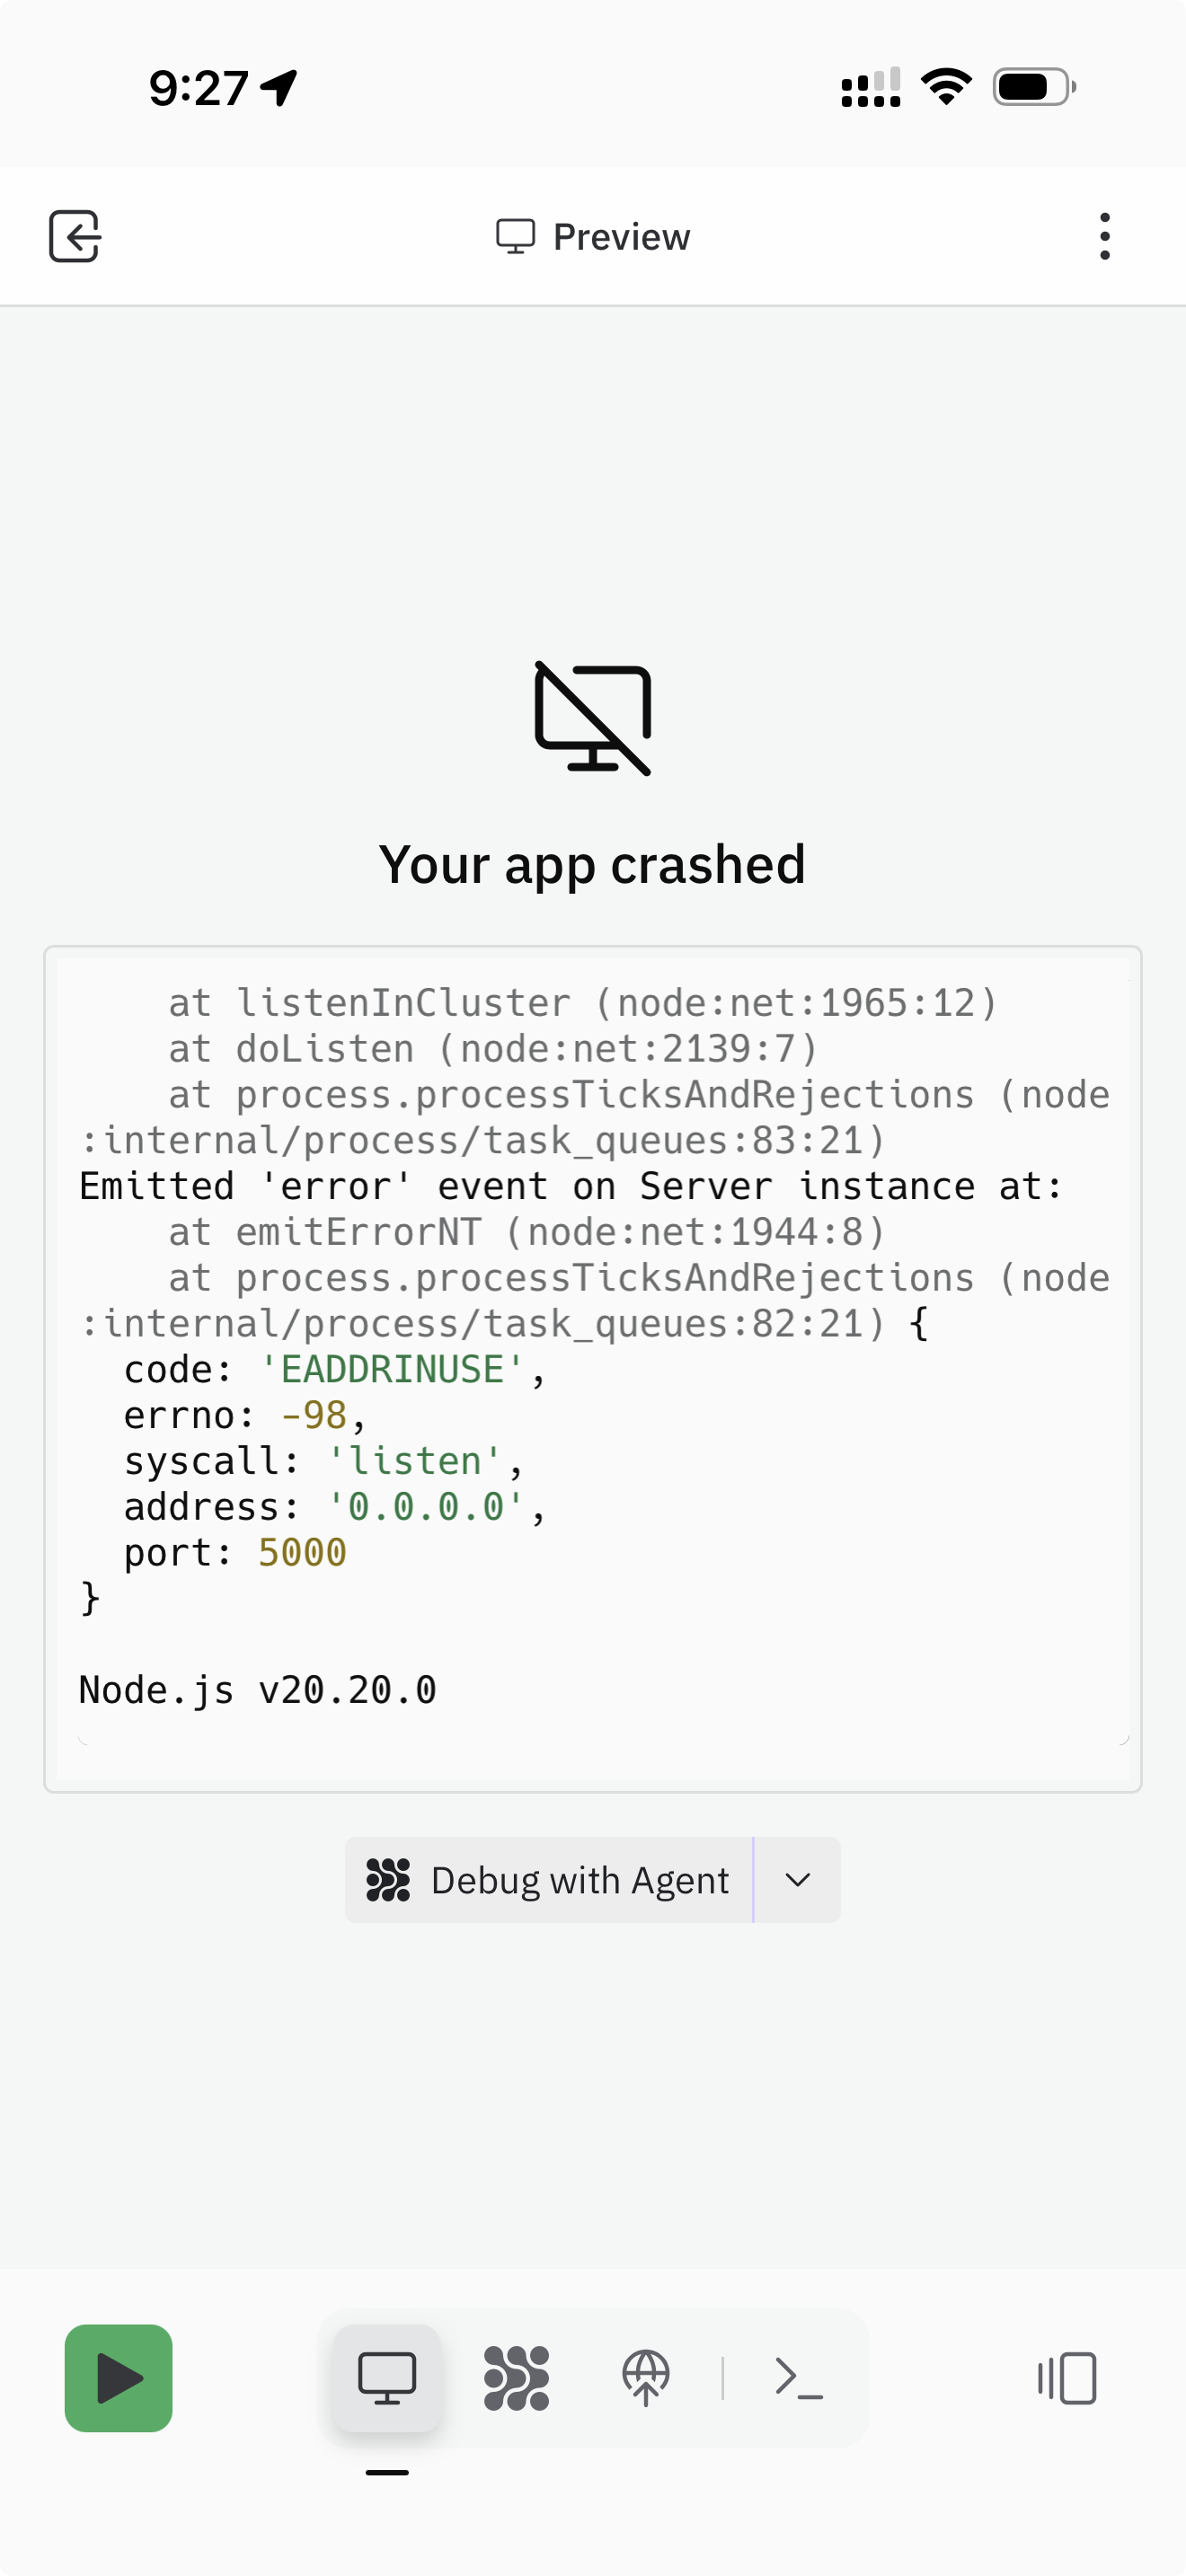 9:27
Preview
Your app crashed
    at listenInCluster (node:net:1965:12)
    at doListen (node:net:2139:7)
    at process.processTicksAndRejections (node
:internal/process/task_queues:83:21)
Emitted 'error' event on Server instance at:
    at emitErrorNT (node:net:1944:8)
    at process.processTicksAndRejections (node
:internal/process/task_queues:82:21) {
  code: 'EADDRINUSE',
  errno: -98,
  syscall: 'listen',
  address: '0.0.0.0',
  port: 5000
}
Node.js v20.20.0
Debug with Agent